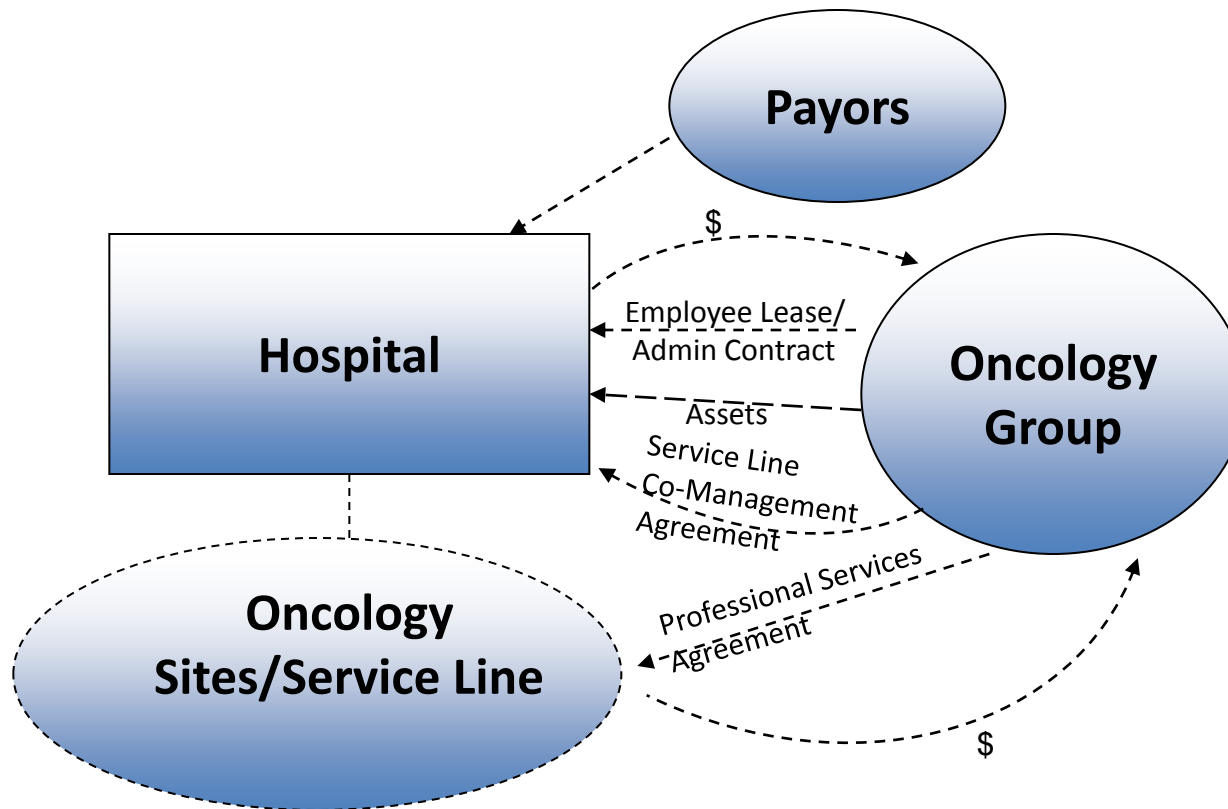 Payors
$
Hospital
Employee Lease/
Admin Contract
Oncology
Group
Assets
Service Line
Co-Management
Agreement
Professional Services
Agreement
Oncology
Sites/Service Line
$